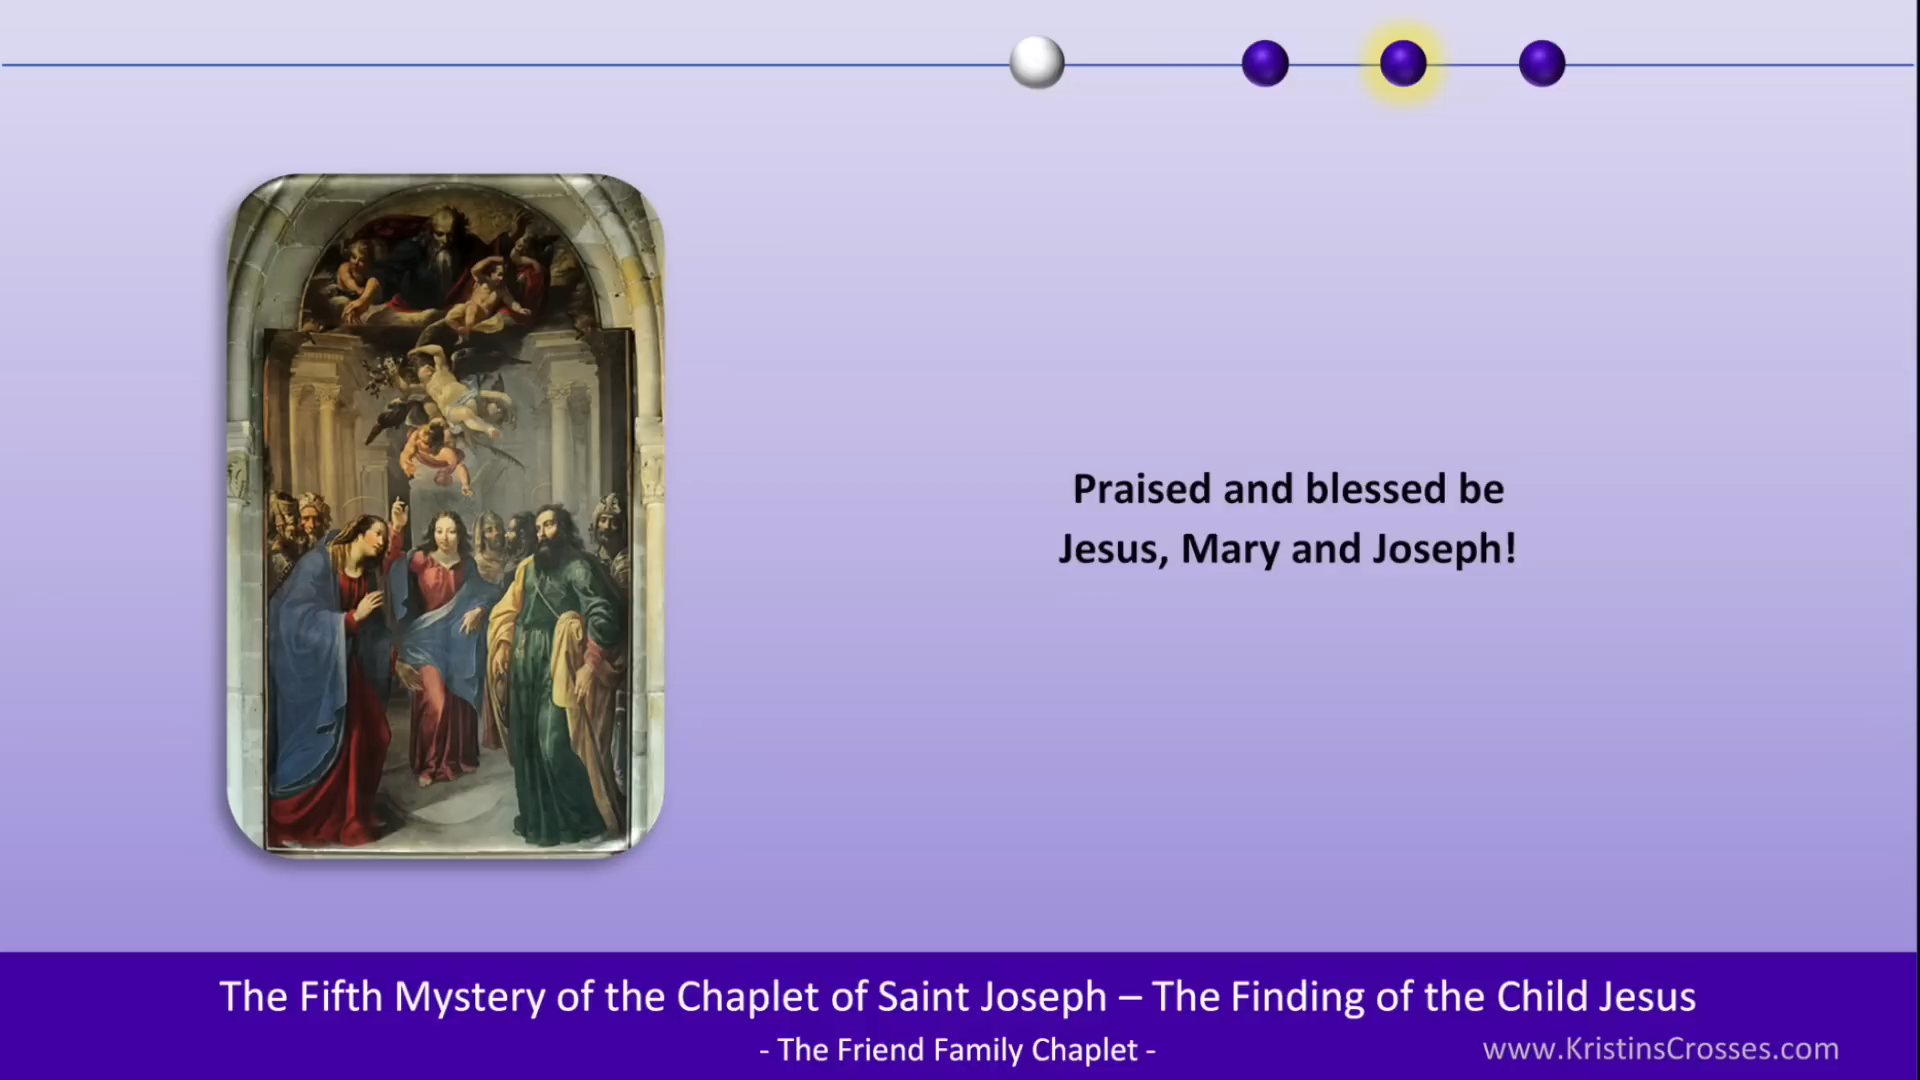 Praised and blessed be
Jesus, Mary and Joseph!
The Fifth Mystery of the Chaplet of Saint Joseph – The Finding of the Child Jesus
- The Friend Family Chaplet -
www.KristinsCrosses.com